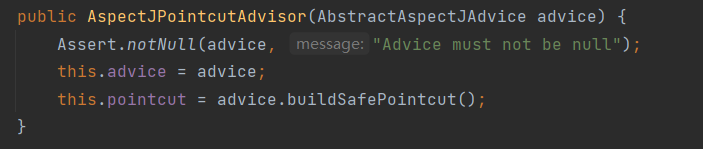 public AspectJPointcutAdvisor(AbstractAspectJAdvice advice) {
Assert.notNull(advice, message: "Advice must not be null");
this.advice = advice;
this.pointcut = advice.buildSafePointcut();
}